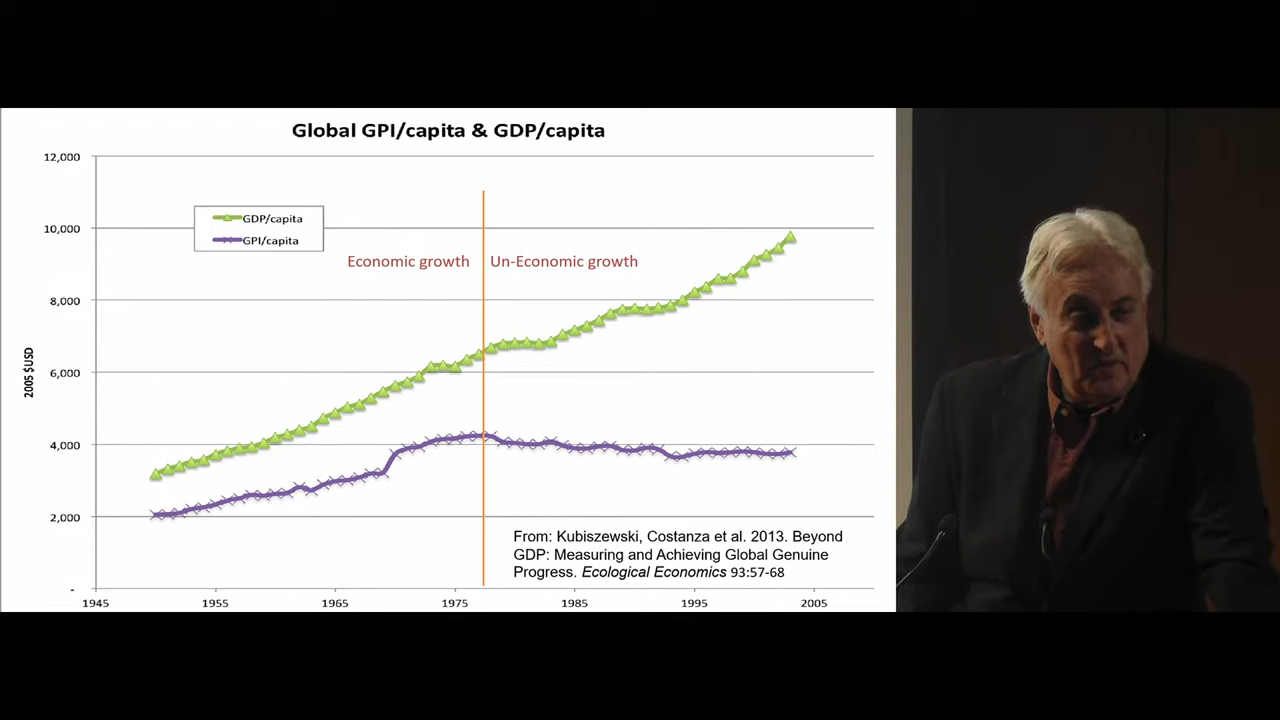 Global GPI/capita & GDP/capita
12,000
10,000
8,000
6,000
4,000
2,000
-
2005 $USD
GDP/capita
GPI/capita
Economic growth
Un-Economic growth
From: Kubiszewski, Costanza et al. 2013. Beyond
GDP: Measuring and Achieving Global Genuine
Progress. Ecological Economics 93:57-68
1945
1955
1965
1975
1985
1995
2005